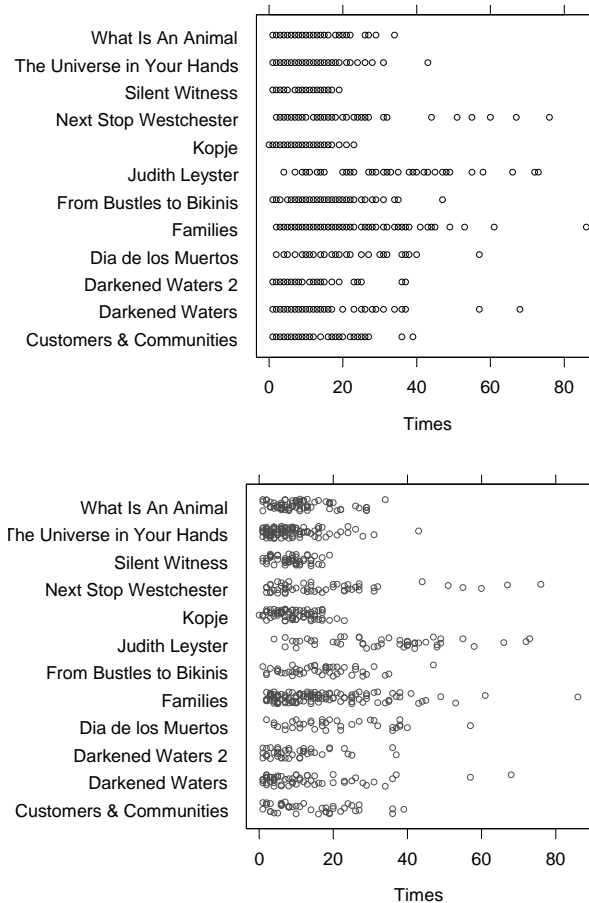 What Is An Animal
The Universe in Your Hands
Silent Witness
Next Stop Westchester
Kopje
Judith Leyster
From Bustles to Bikinis
Families
Dia de los Muertos
Darkened Waters 2
Darkened Waters
Customers & Communities
0 20 40 60 80
Times
What Is An Animal
The Universe in Your Hands
Silent Witness
Next Stop Westchester
Kopje
Judith Leyster
From Bustles to Bikinis
Families
Dia de los Muertos
Darkened Waters 2
Darkened Waters
Customers & Communities
0 20 40 60 80
Times